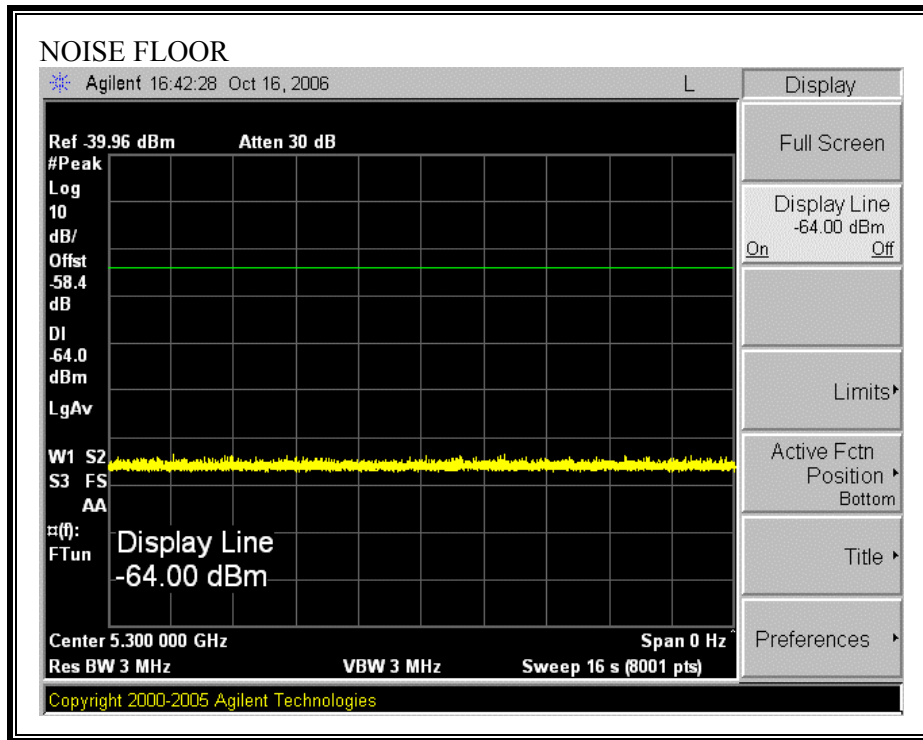 NOISE FLOOR
Agilent 16:42:28 Oct 16, 2006 L
Display
Ref -39.96 dBm Atten 30 dB
#Peak
Log
10
dB/
Offst
-58.4
dB
DI
-64.0
dBm
LgAv
W1 S2
S3 FS
AA
¤(f):
FTun
Display Line
-64.00 dBm
Center 5.300 000 GHz Span 0 Hz ^
Res BW 3 MHz VBW 3 MHz Sweep 16 s (8001 pts)
Copyright 2000-2005 Agilent Technologies
Full Screen
Display Line
-64.00 dBm
On Off
Limits
Active Fctn
Position
Bottom
Title
Preferences